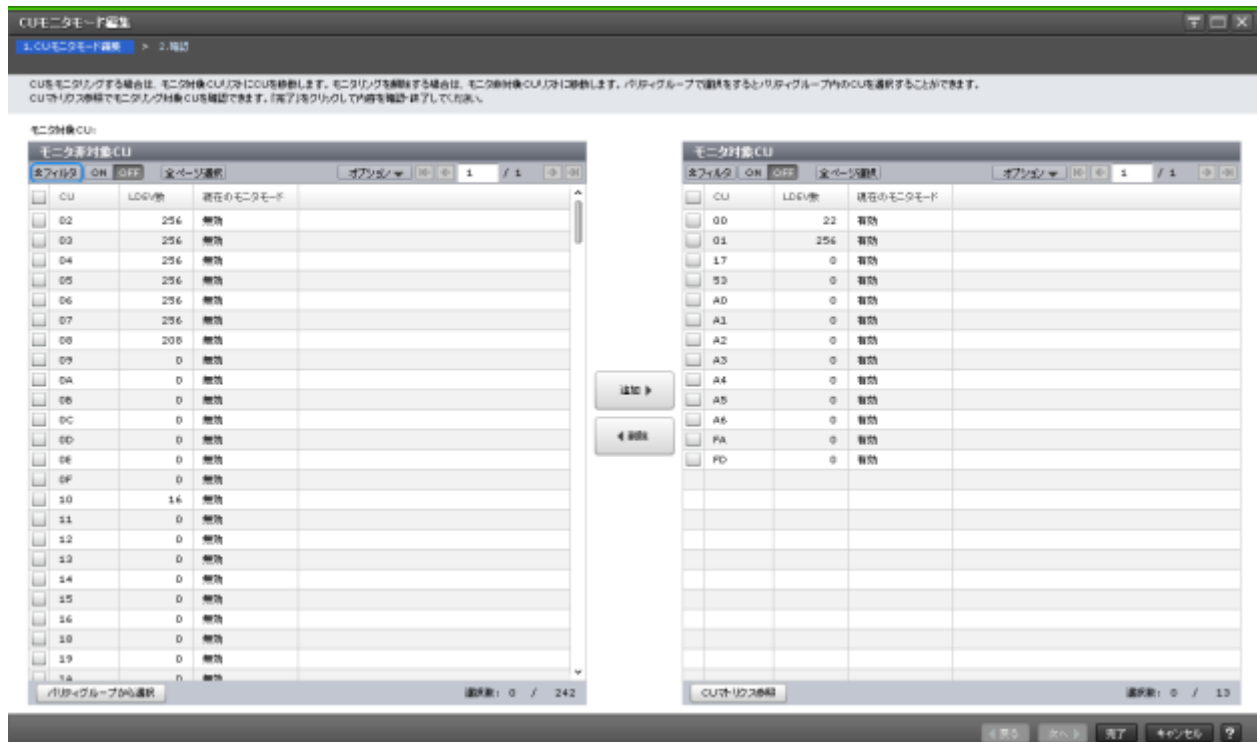 CUモニタモード編集
1.CUモニタモード編集 > 2.確認
CUをモニタリングする場合は、モニタ対象CUリストにCUを移動します。モニタリングを解除する場合は、モニタ非対象CUリストに移動します。パリティグループで選択をするとパリティグループ内のCUを選択することができます。
CUマトリクス参照でモニタリング対象CUを確認できます。「完了」をクリックして内容を確認・終了してください。
モニタ対象CU:
モニタ非対象CU
全フィルタ ON OFF 全ページ選択 オプション 1 / 1
CU LDEV数 現在のモニタモード
02 256 無効
03 256 無効
04 256 無効
05 256 無効
06 256 無効
07 256 無効
08 208 無効
09 0 無効
0A 0 無効
0B 0 無効
0C 0 無効
0D 0 無効
0E 0 無効
0F 0 無効
10 16 無効
11 0 無効
12 0 無効
13 0 無効
14 0 無効
15 0 無効
16 0 無効
18 0 無効
19 0 無効
1A 0 無効
パリティグループから選択 選択数: 0 / 242
追加
削除
モニタ対象CU
全フィルタ ON OFF 全ページ選択 オプション 1 / 1
CU LDEV数 現在のモニタモード
00 22 有効
01 256 有効
17 0 有効
53 0 有効
A0 0 有効
A1 0 有効
A2 0 有効
A3 0 有効
A4 0 有効
A5 0 有効
A6 0 有効
FA 0 有効
FD 0 有効
CUマトリクス参照 選択数: 0 / 13
戻る 次へ 完了 キャンセル ?